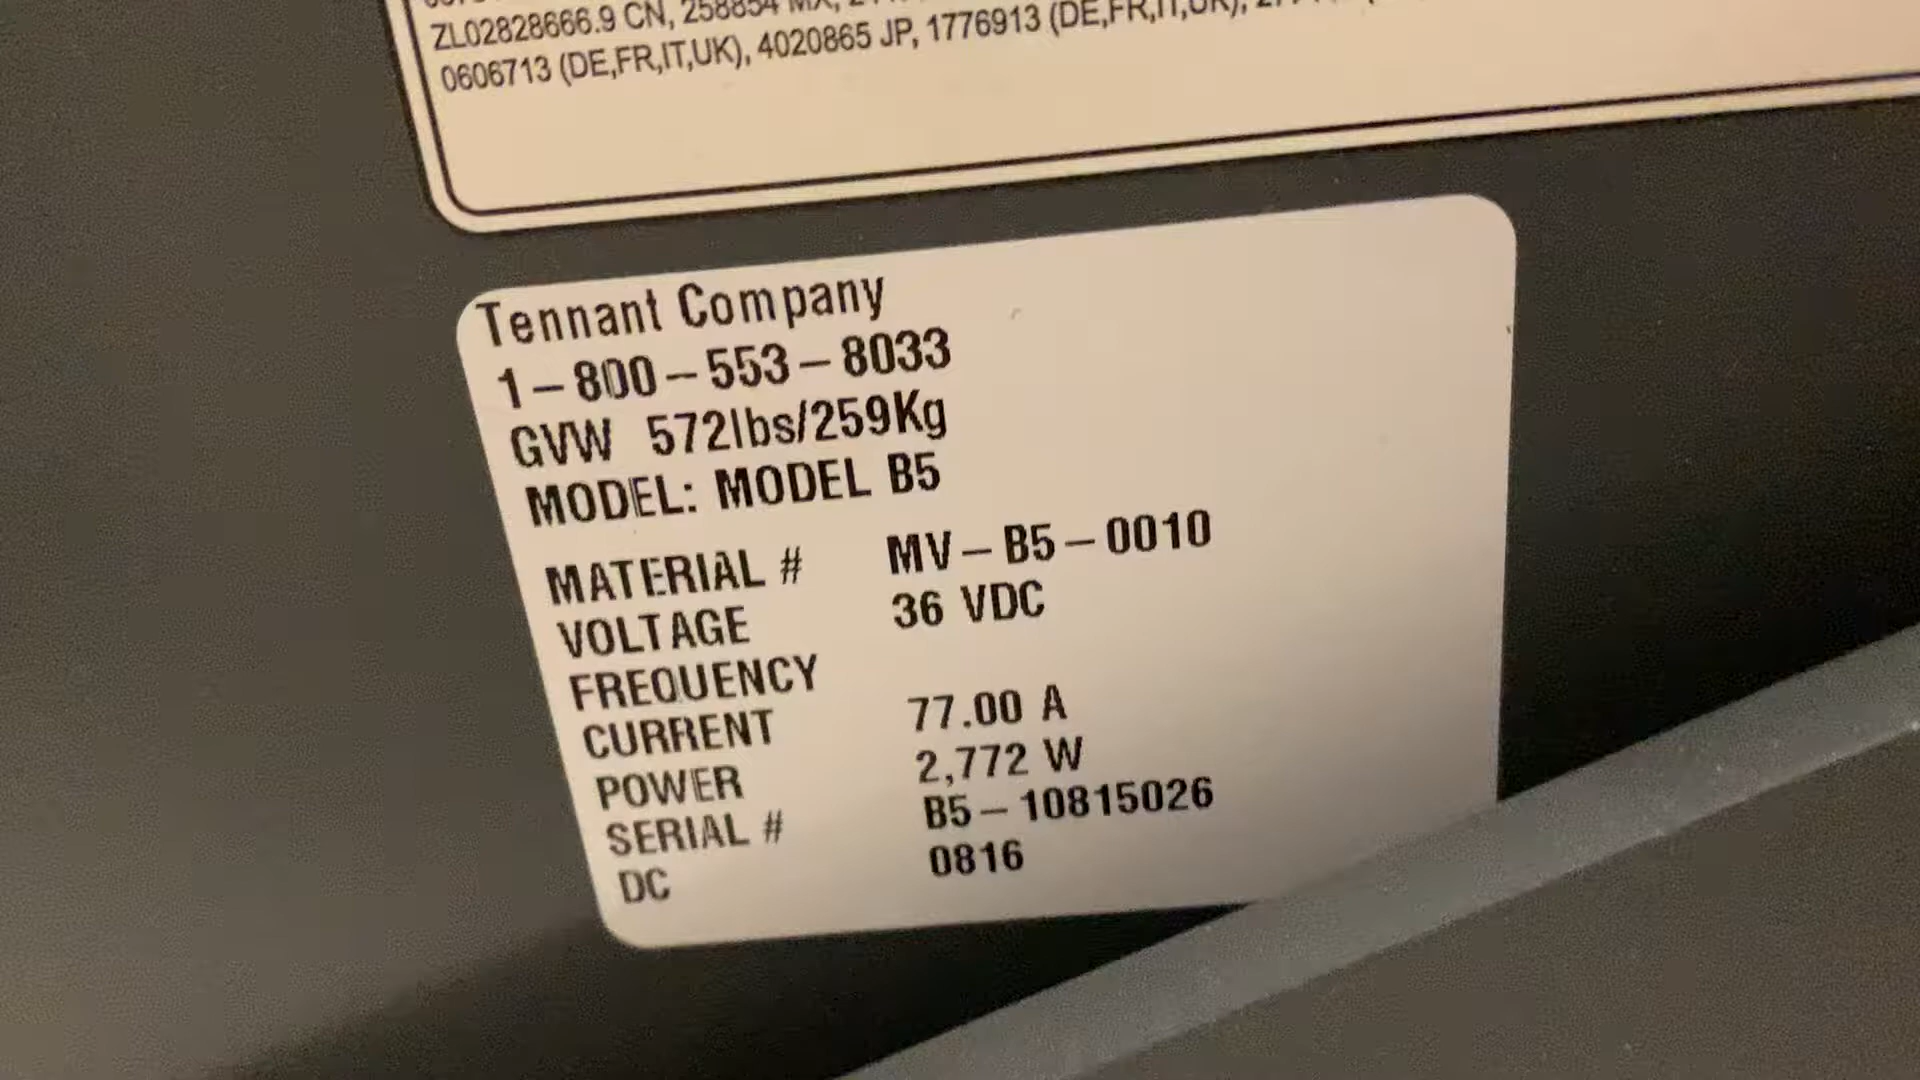 ZL02828666.9 CN, 258854 MX,
0606713 (DE,FR,IT,UK), 4020865 JP, 1776913 (DE,FR,IT,UK),
Tennant Company
1-800-553-8033
GVW 572lbs/259Kg
MODEL: MODEL B5
MATERIAL # MV-B5-0010
VOLTAGE 36 VDC
FREQUENCY
CURRENT 77.00 A
POWER 2,772 W
SERIAL # B5-10815026
DC 0816